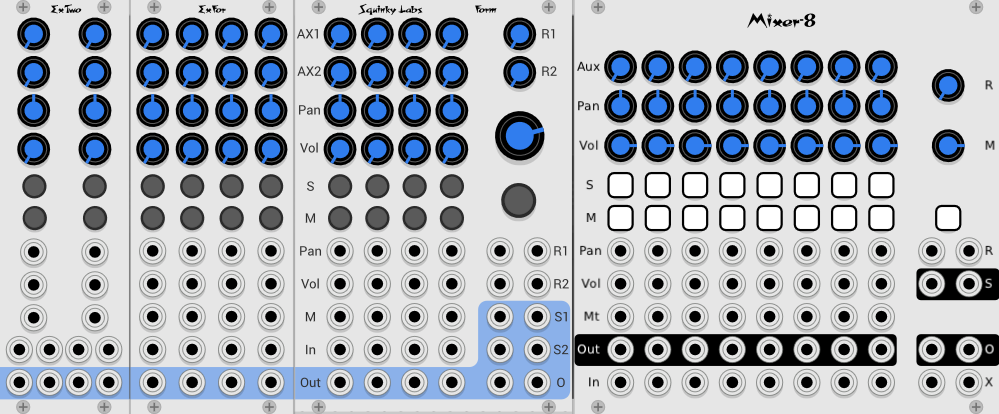 ExTwo
ExFor
Squinky Labs
Form
Mixer-8
AX1
R1
AX2
R2
Pan
Vol
S
M
Pan
R1
Vol
R2
M
S1
In
S2
Out
O
Aux
R
Pan
Vol
M
S
M
Pan
R
Vol
S
Mt
Out
O
In
X